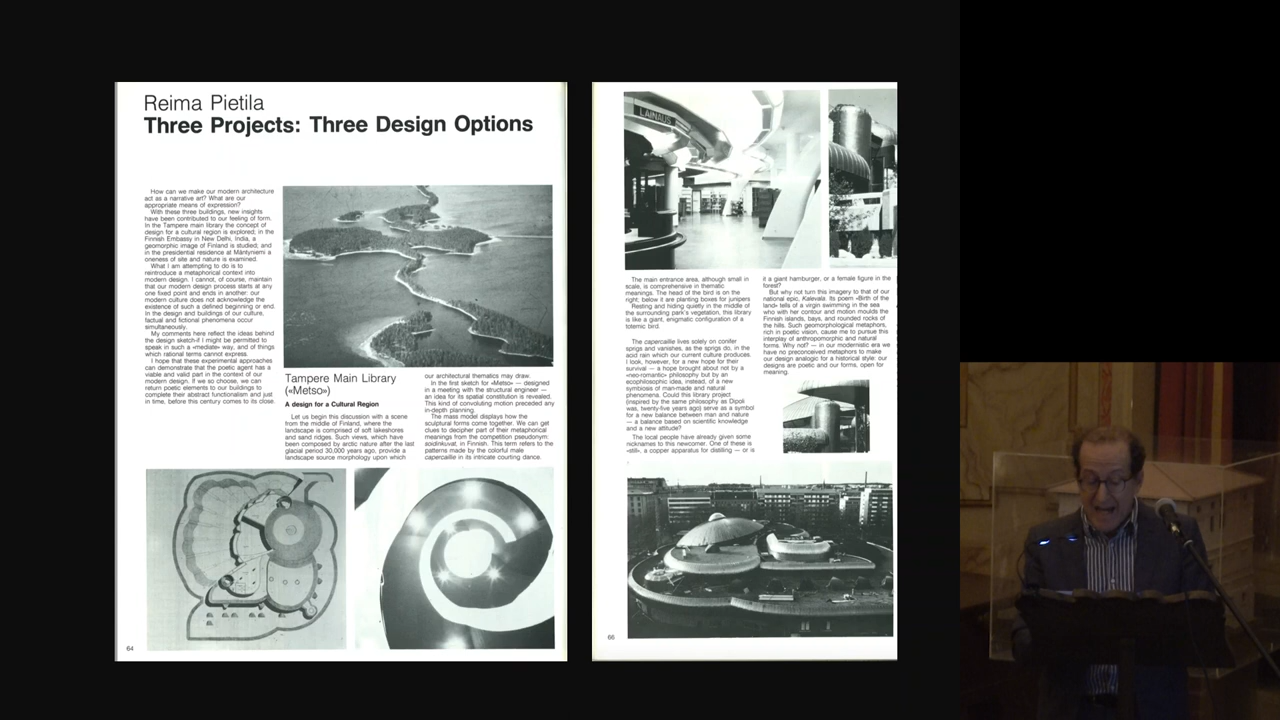 Reima Pietila
Three Projects: Three Design Options
How can we make our modern architecture
act as a narrative art? What are our
appropriate means of expression?
With these three buildings, new insights
have been contributed to our feeling of form.
In the Tampere main library the concept of
design for a cultural region is explored; in the
Finnish Embassy in New Delhi, India, a
geomorphic image of Finland is studied; and
in the presidential residence at Mäntyniemi a
oneness of site and nature is examined.
What I am attempting to do is to
reintroduce a metaphorical context into
modern design. I cannot, of course, maintain
that our modern design process starts at any
one fixed point and ends in another: our
modern culture does not acknowledge the
existence of such a defined beginning or end.
In the design and buildings of our culture,
factual and fictional phenomena occur
simultaneously.
My comments here reflect the ideas behind
the design sketch-if I might be permitted to
speak in such a «mediate» way, and of things
which rational terms cannot express.
I hope that these experimental approaches
can demonstrate that the poetic agent has a
viable and valid part in the context of our
modern design. If we so choose, we can
return poetic elements to our buildings to
complete their abstract functionalism and just
in time, before this century comes to its close.
Tampere Main Library
(«Metso»)
A design for a Cultural Region
Let us begin this discussion with a scene
from the middle of Finland, where the
landscape is comprised of soft lakeshores
and sand ridges. Such views, which have
been composed by arctic nature after the last
glacial period 30,000 years ago, provide a
landscape source morphology upon which
our architectural thematics may draw.
In the first sketch for «Metso» — designed
in a meeting with the structural engineer —
an idea for its spatial constitution is revealed.
This kind of convoluting motion preceded any
in-depth planning.
The mass model displays how the
sculptural forms come together. We can get
clues to decipher part of their metaphorical
meanings from the competition pseudonym:
soidinkuvat, in Finnish. This term refers to the
patterns made by the colorful male
capercaillie in its intricate courting dance.
64
LAINAUS
The main entrance area, although small in
scale, is comprehensive in thematic
meanings. The head of the bird is on the
right; below it are planting boxes for junipers
Resting and hiding quietly in the middle of
the surrounding park's vegetation, this library
is like a giant, enigmatic configuration of a
totemic bird.
The capercaillie lives solely on conifer
sprigs and vanishes, as the sprigs do, in the
acid rain which our current culture produces.
I look, however, for a new hope for their
survival — a hope brought about not by a
«neo-romantic» philosophy but by an
ecophilosophic idea, instead, of a new
symbiosis of man-made and natural
phenomena. Could this library project
(inspired by the same philosophy as Dipoli
was, twenty-five years ago) serve as a symbol
for a new balance between man and nature
— a balance based on scientific knowledge
and a new attitude?
The local people have already given some
nicknames to this newcomer. One of these is
«still», a copper apparatus for distilling — or is
it a giant hamburger, or a female figure in the
forest?
But why not turn this imagery to that of our
national epic, Kalevala. Its poem «Birth of the
land» tells of a virgin swimming in the sea
who with her contour and motion moulds the
Finnish islands, bays, and rounded rocks of
the hills. Such geomorphological metaphors,
rich in poetic vision, cause me to pursue this
interplay of anthropomorphic and natural
forms. Why not? — in our modernistic era we
have no preconceived metaphors to make
our design analogic for a historical style: our
designs are poetic and our forms, open for
meaning.
66